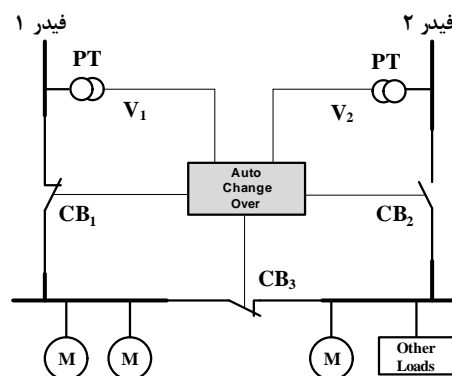 فیدر ۱
فیدر ۲
PT
PT
V1
V2
Auto
Change
Over
CB1
CB2
CB3
M
M
M
Other
Loads